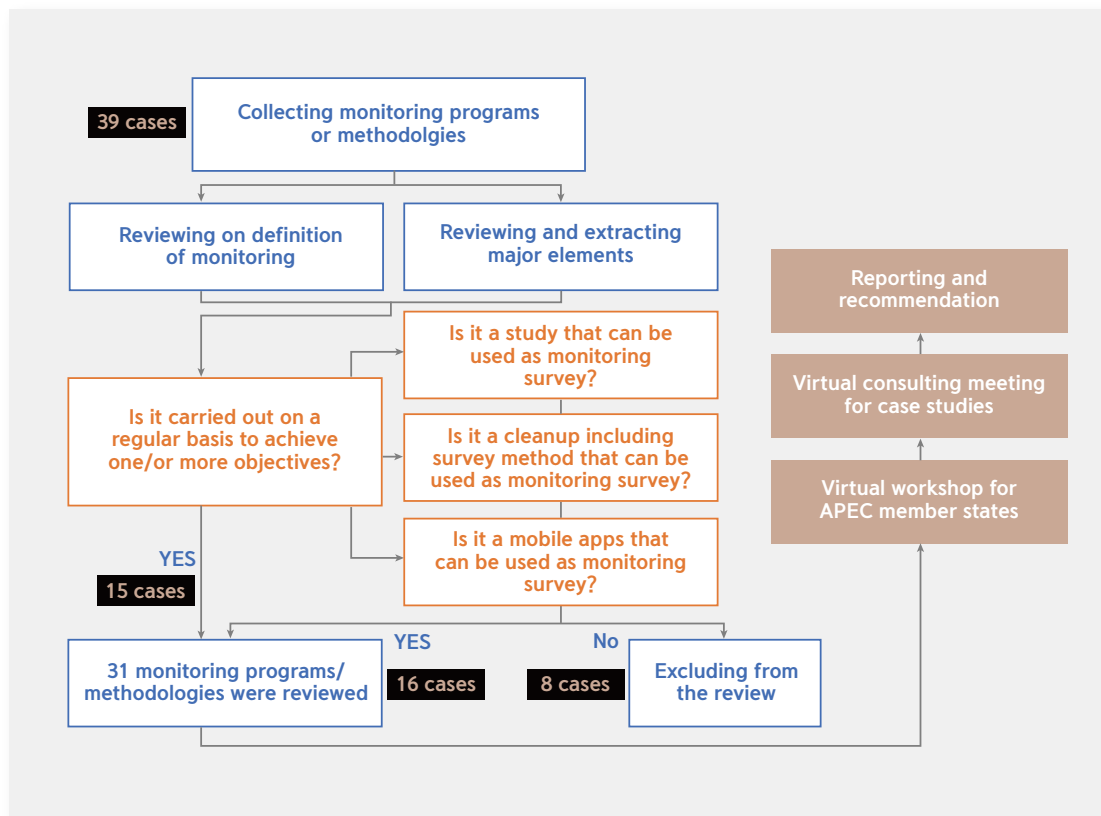 39 cases
Collecting monitoring programs
or methodolgies
Reviewing on definition
of monitoring
Reviewing and extracting
major elements
Is it a study that can be
used as monitoring
survey?
Is it carried out on a
regular basis to achieve
one/or more objectives?
Is it a cleanup including
survey method that can be
used as monitoring survey?
Is it a mobile apps that
can be used as monitoring
survey?
YES
15 cases
31 monitoring programs/
methodologies were reviewed
YES
16 cases
No
8 cases
Excluding from
the review
Reporting and
recommendation
Virtual consulting meeting
for case studies
Virtual workshop for
APEC member states